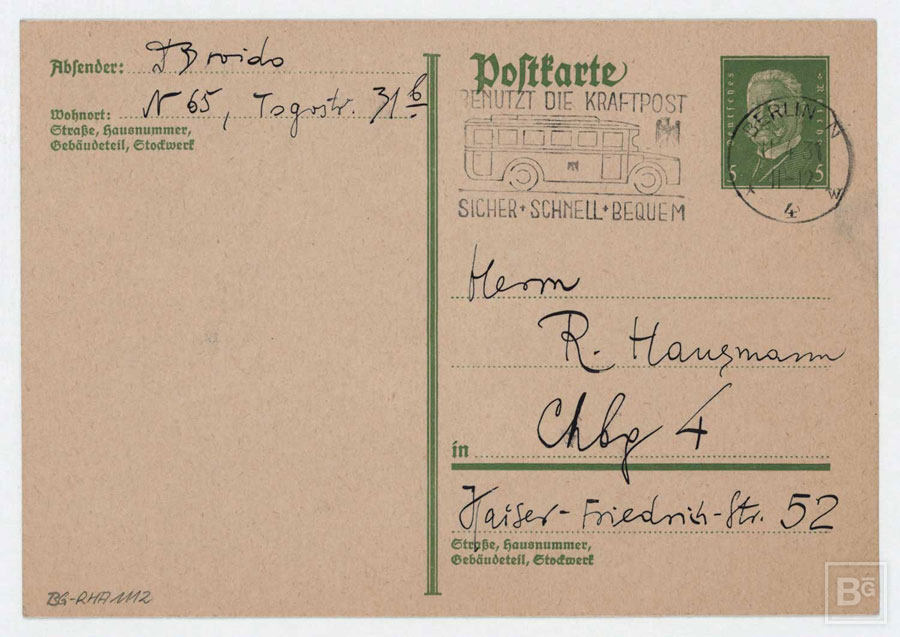 Absender: D Broido
Wohnort: N 65, Togostr. 31 b
Straße, Hausnummer,
Gebäudeteil, Stockwerk
Postkarte
BENUTZT DIE KRAFTPOST
SICHER + SCHNELL + BEQUEM
Deutsches Reich
5 5
BERLIN N
31
11-12
* W
4
Herrn
R. Hausmann
in Chbg 4
Kaiser-Friedrich-Str. 52
Straße, Hausnummer,
Gebäudeteil, Stockwerk
BG-RHA 1112
BG